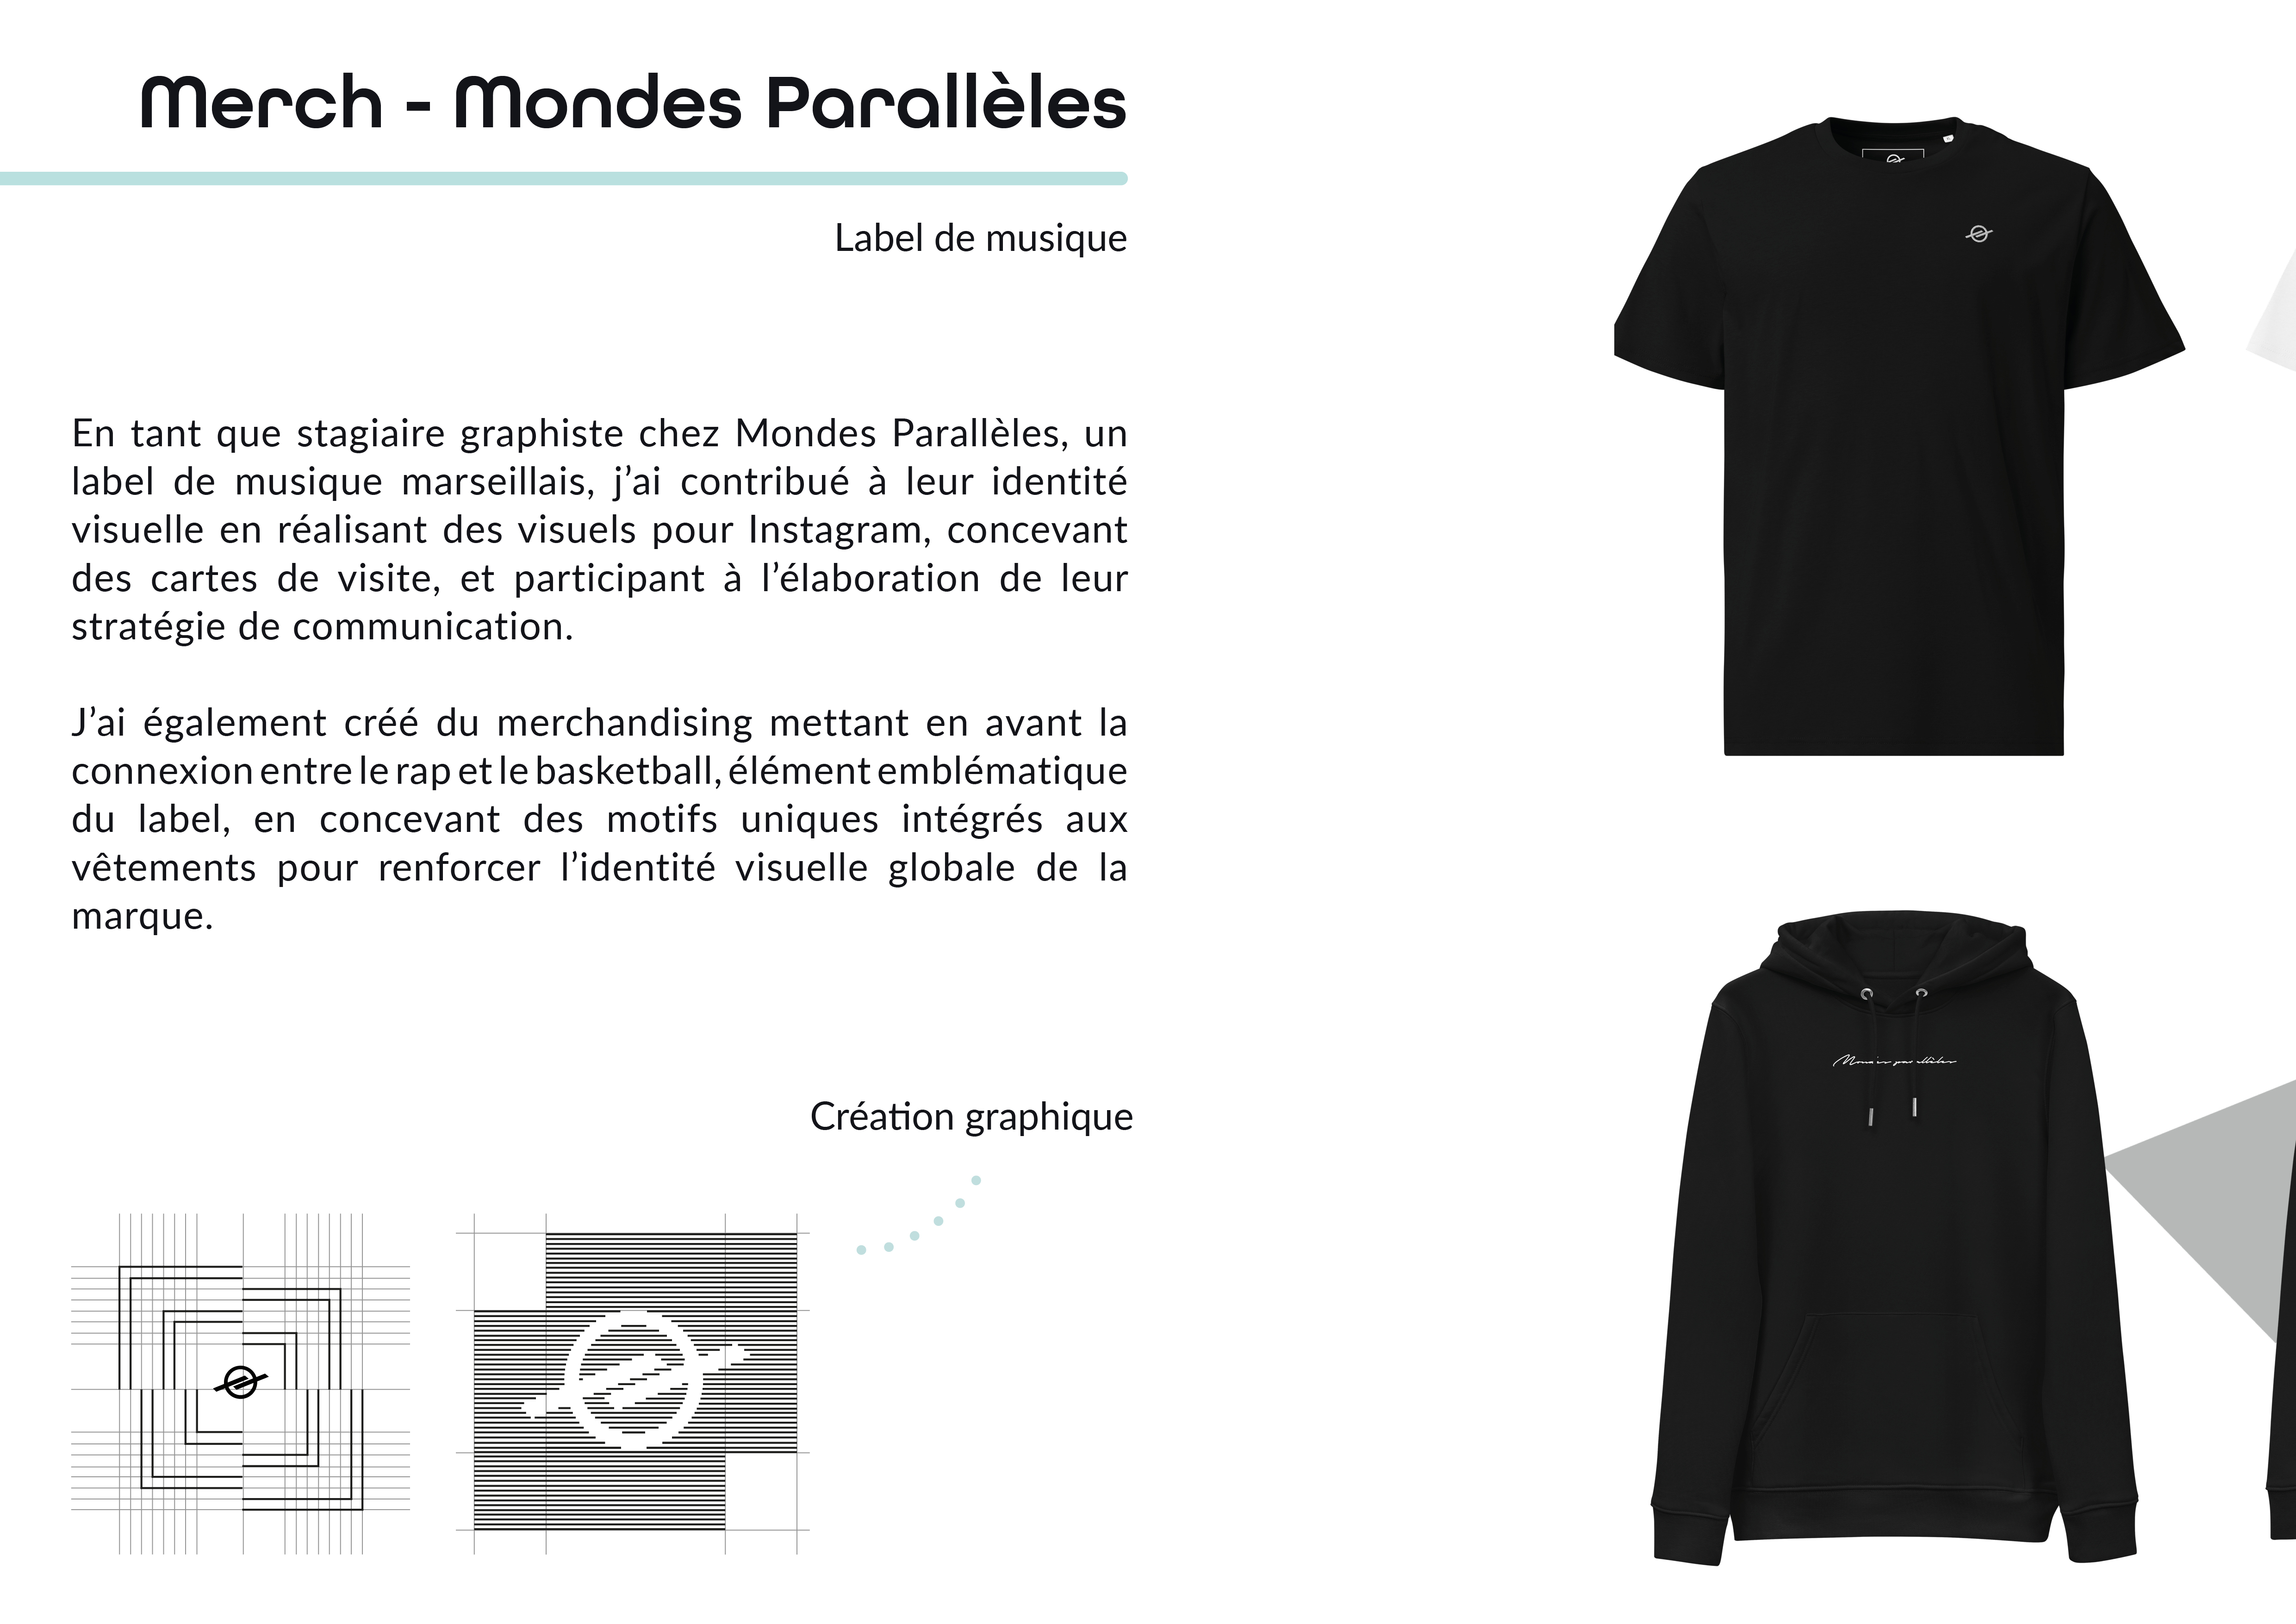 Merch - Mondes Parallèles
Label de musique
En tant que stagiaire graphiste chez Mondes Parallèles, un
label de musique marseillais, j’ai contribué à leur identité
visuelle en réalisant des visuels pour Instagram, concevant
des cartes de visite, et participant à l’élaboration de leur
stratégie de communication.
J’ai également créé du merchandising mettant en avant la
connexion entre le rap et le basketball, élément emblématique
du label, en concevant des motifs uniques intégrés aux
vêtements pour renforcer l’identité visuelle globale de la
marque.
Création graphique
Mondes parallèles